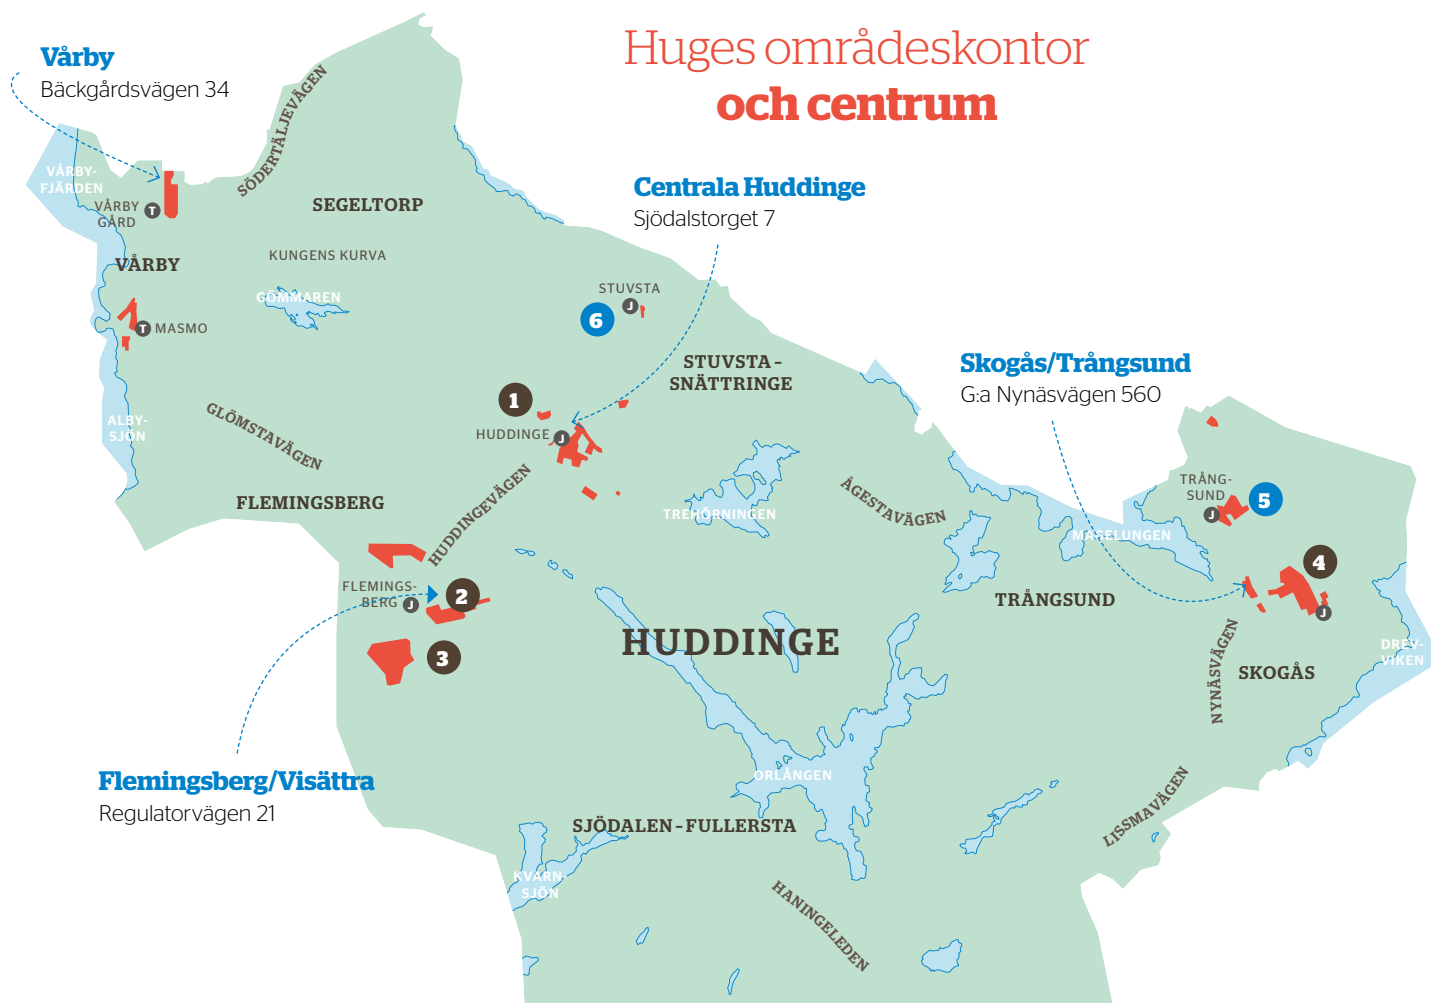 Huges områdeskontor
och centrum
Vårby
Bäckgårdsvägen 34
Centrala Huddinge
Sjödalstorget 7
Skogås/Trångsund
G:a Nynäsvägen 560
Flemingsberg/Visättra
Regulatorvägen 21
SÖDERTÄLJEVÄGEN
VÅRBY-
FJÄRDEN
VÅRBY
GÅRD
T
SEGELTORP
KUNGENS KURVA
VÅRBY
GÖMMAREN
STUVSTA
J
6
T
MASMO
STUVSTA–
SNÄTTRINGE
1
HUDDINGE
J
ALBY-
SJÖN
GLÖMSTAVÄGEN
FLEMINGSBERG
HUDDINGEVÄGEN
TREHÖRNINGEN
ÅGESTAVÄGEN
MAGELUNGEN
TRÅNG-
SUND
J
5
4
J
FLEMINGS-
BERG
J
2
3
TRÅNGSUND
HUDDINGE
NYNÄSVÄGEN
SKOGÅS
DREV-
VIKEN
ORLÅNGEN
LISSMAVÄGEN
SJÖDALEN–FULLERSTA
KVARN-
SJÖN
HANINGELEDEN